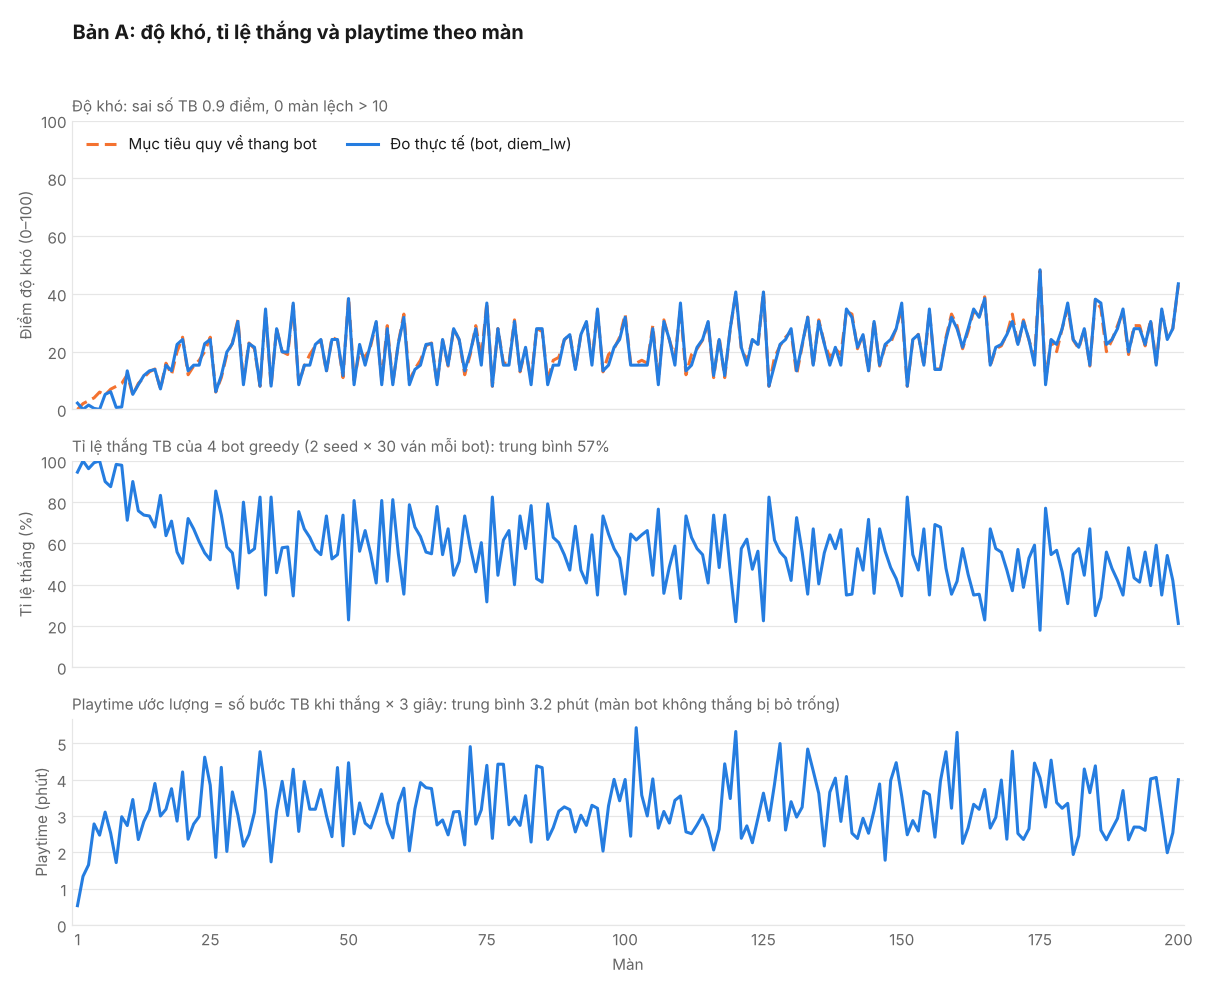 Bản A: độ khó, tỉ lệ thắng và playtime theo màn
Độ khó: sai số TB 0.9 điểm, 0 màn lệch > 10
Mục tiêu quy về thang bot
Đo thực tế (bot, diem_lw)
Điểm độ khó (0–100)
100
80
60
40
20
0
Tỉ lệ thắng TB của 4 bot greedy (2 seed × 30 ván mỗi bot): trung bình 57%
Tỉ lệ thắng (%)
100
80
60
40
20
0
Playtime ước lượng = số bước TB khi thắng × 3 giây: trung bình 3.2 phút (màn bot không thắng bị bỏ trống)
Playtime (phút)
5
4
3
2
1
0
1 25 50 75 100 125 150 175 200
Màn